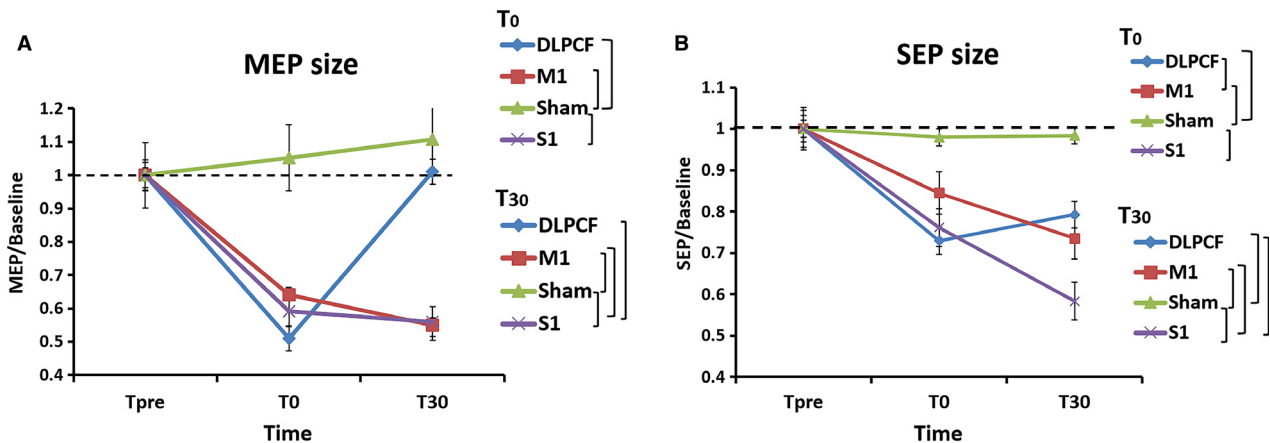 A
MEP size
MEP/Baseline
1.2
1.1
1
0.9
0.8
0.7
0.6
0.5
0.4
Tpre
T0
T30
Time
T0
DLPCF
M1
Sham
S1
T30
DLPCF
M1
Sham
S1
B
SEP size
SEP/Baseline
1.1
1
0.9
0.8
0.7
0.6
0.5
0.4
Tpre
T0
T30
Time
T0
DLPCF
M1
Sham
S1
T30
DLPCF
M1
Sham
S1